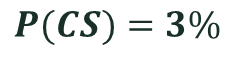 P(CS) = 3%